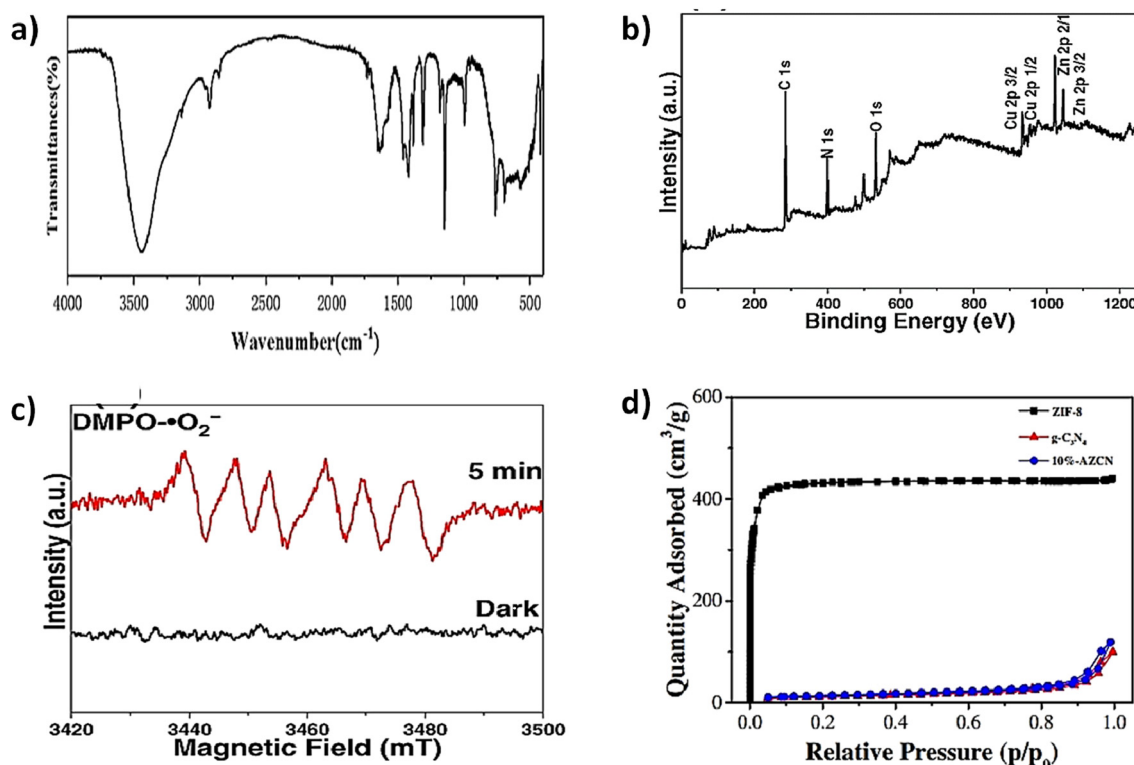 a)
Transmittances(%)
4000 3500 3000 2500 2000 1500 1000 500
Wavenumber(cm⁻¹)
b)
Intensity (a.u.)
C 1s
N 1s
O 1s
Cu 2p 3/2
Cu 2p 1/2
Zn 2p 2/1
Zn 2p 3/2
0 200 400 600 800 1000 1200
Binding Energy (eV)
c)
DMPO-•O₂⁻
5 min
Dark
Intensity (a.u.)
3420 3440 3460 3480 3500
Magnetic Field (mT)
d)
Quantity Adsorbed (cm³/g)
600
400
200
0
ZIF-8
g-C₃N₄
10%-AZCN
0.0 0.2 0.4 0.6 0.8 1.0
Relative Pressure (p/p₀)